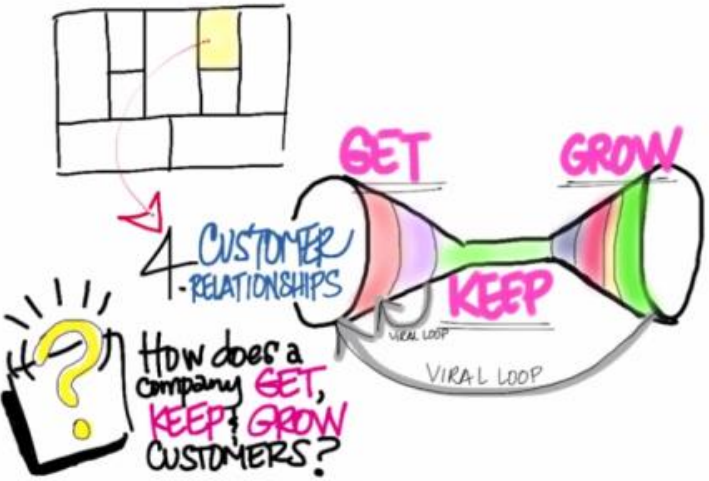 GET
GROW
4. CUSTOMER
RELATIONSHIPS
KEEP
VIRAL LOOP
VIRAL LOOP
?
How does a
company GET,
KEEP & GROW
CUSTOMERS?